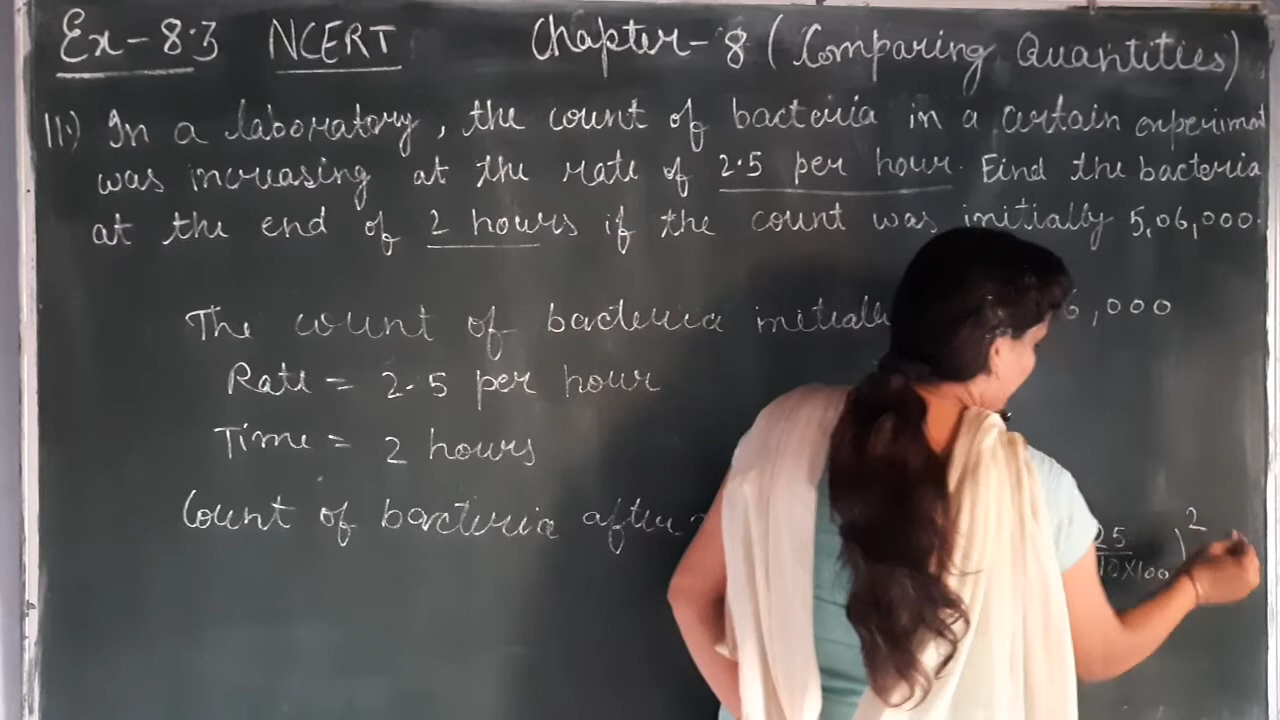 Ex-8.3 NCERT Chapter-8 (Comparing Quantities)
11.) In a laboratory, the count of bacteria in a certain experiment
was increasing at the rate of 2.5 per hour. Find the bacteria
at the end of 2 hours if the count was initially 5,06,000.
The count of bacteria initially 6,000
Rate = 2.5 per hour
Time = 2 hours
Count of bacteria after 25 )2
10×100